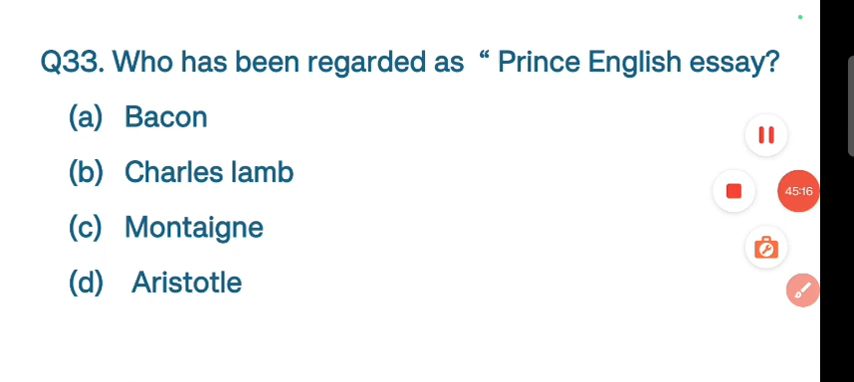 Q33. Who has been regarded as “ Prince English essay?
(a) Bacon
(b) Charles lamb
(c) Montaigne
(d) Aristotle
45:16